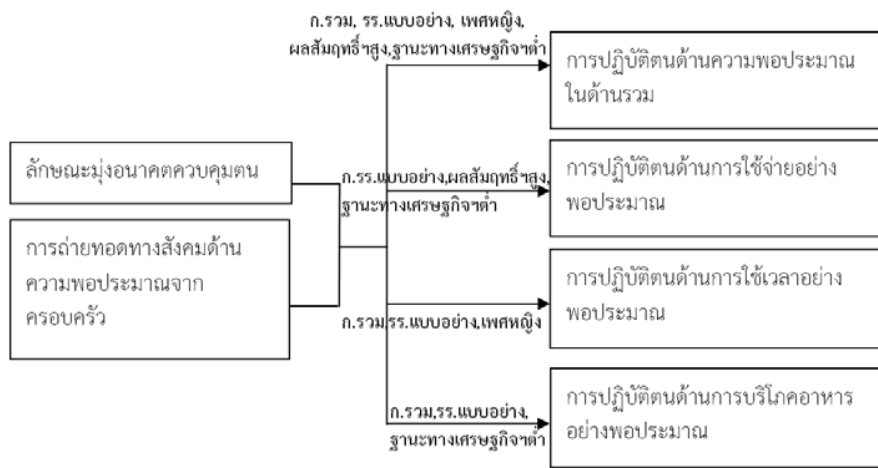 ก.รวม, รร.แบบอย่าง, เพศหญิง,
ผลสัมฤทธิ์ฯสูง,ฐานะทางเศรษฐกิจฯต่ำ
การปฏิบัติตนด้านความพอประมาณ
ในด้านรวม
ลักษณะมุ่งอนาคตควบคุมตน
ก.รร.แบบอย่าง,ผลสัมฤทธิ์ฯสูง,
ฐานะทางเศรษฐกิจฯต่ำ
การปฏิบัติตนด้านการใช้จ่ายอย่าง
พอประมาณ
การถ่ายทอดทางสังคมด้าน
ความพอประมาณจาก
ครอบครัว
ก.รวม,รร.แบบอย่าง,เพศหญิง
การปฏิบัติตนด้านการใช้เวลาอย่าง
พอประมาณ
ก.รวม,รร.แบบอย่าง,
ฐานะทางเศรษฐกิจฯต่ำ
การปฏิบัติตนด้านการบริโภคอาหาร
อย่างพอประมาณ